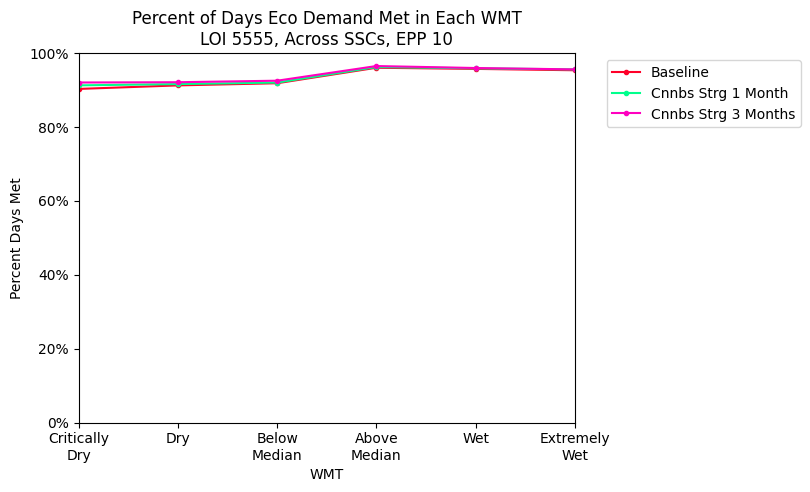 Percent of Days Eco Demand Met in Each WMT
LOI 5555, Across SSCs, EPP 10
100%
80%
60%
40%
20%
0%
Percent Days Met
Critically
Dry
Dry
Below
Median
Above
Median
Wet
Extremely
Wet
WMT
Baseline
Cnnbs Strg 1 Month
Cnnbs Strg 3 Months